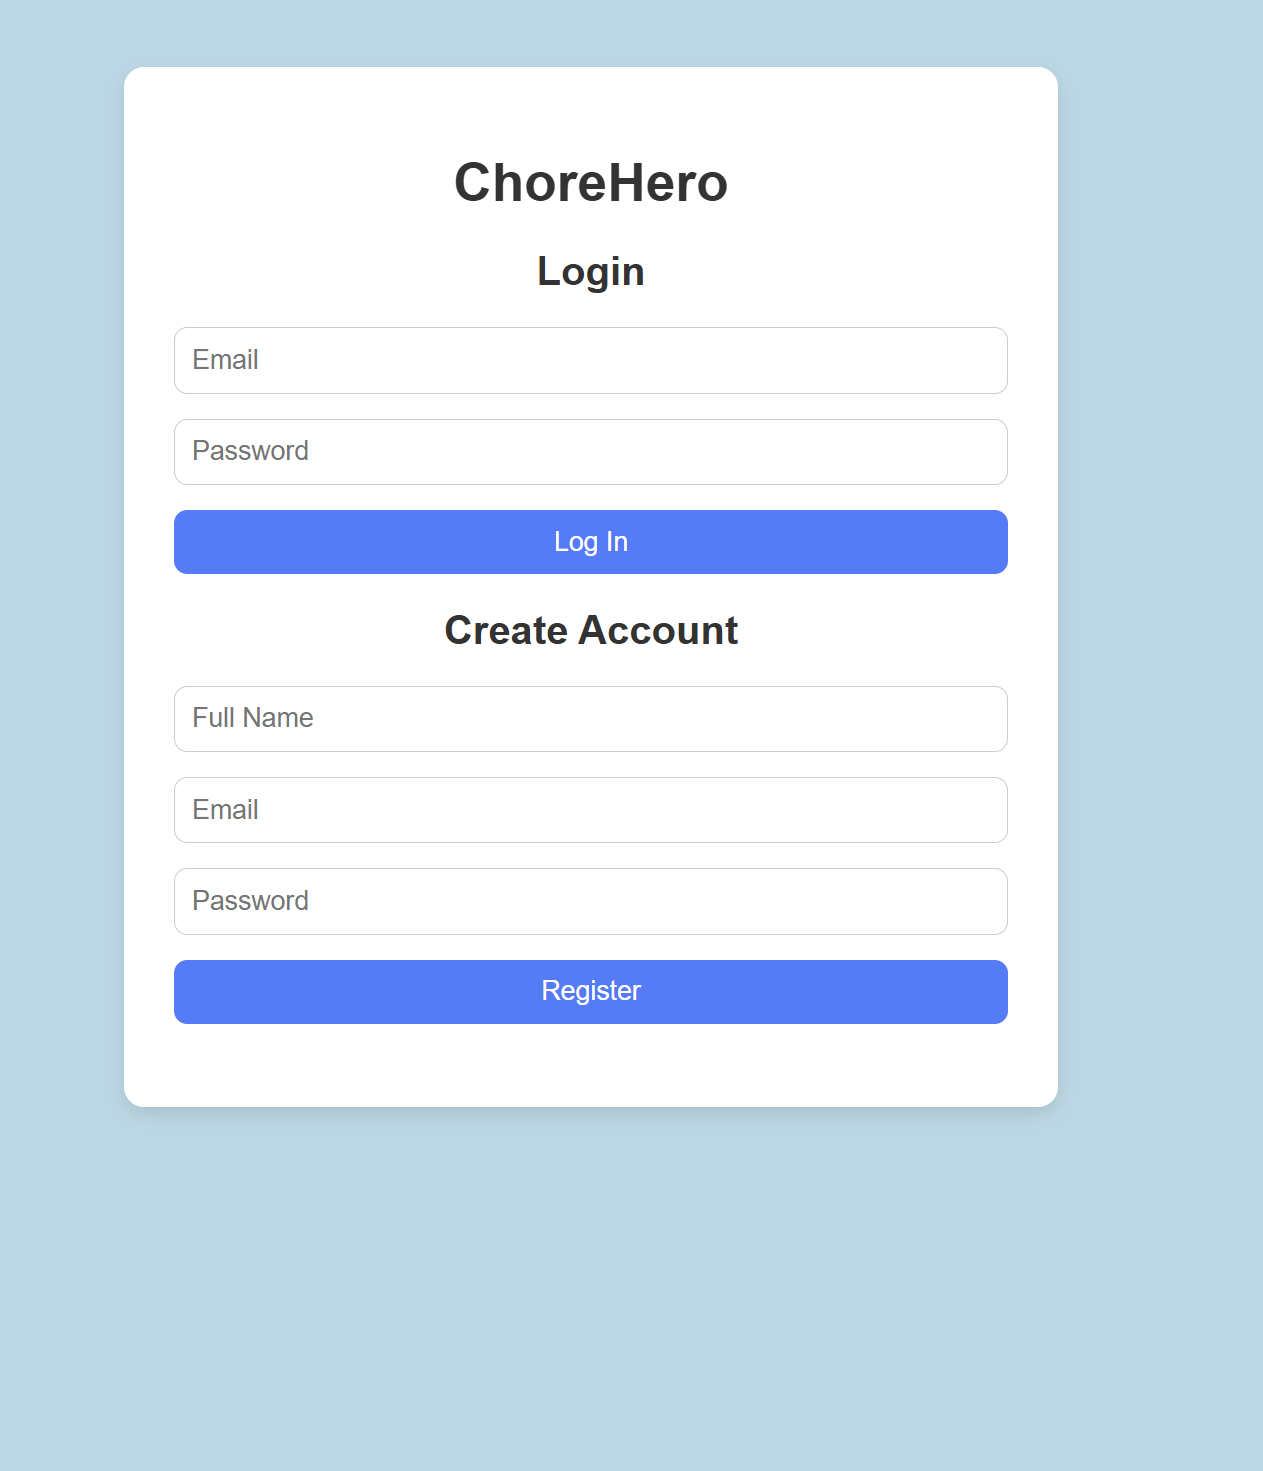 ChoreHero
Login
Email
Password
Log In
Create Account
Full Name
Email
Password
Register